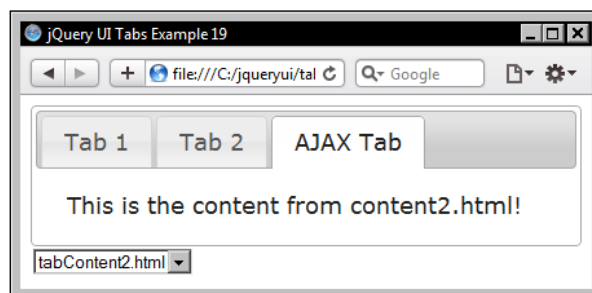 jQuery UI Tabs Example 19
file:///C:/jqueryui/tal Google
Tab 1 Tab 2 AJAX Tab
This is the content from content2.html!
tabContent2.html